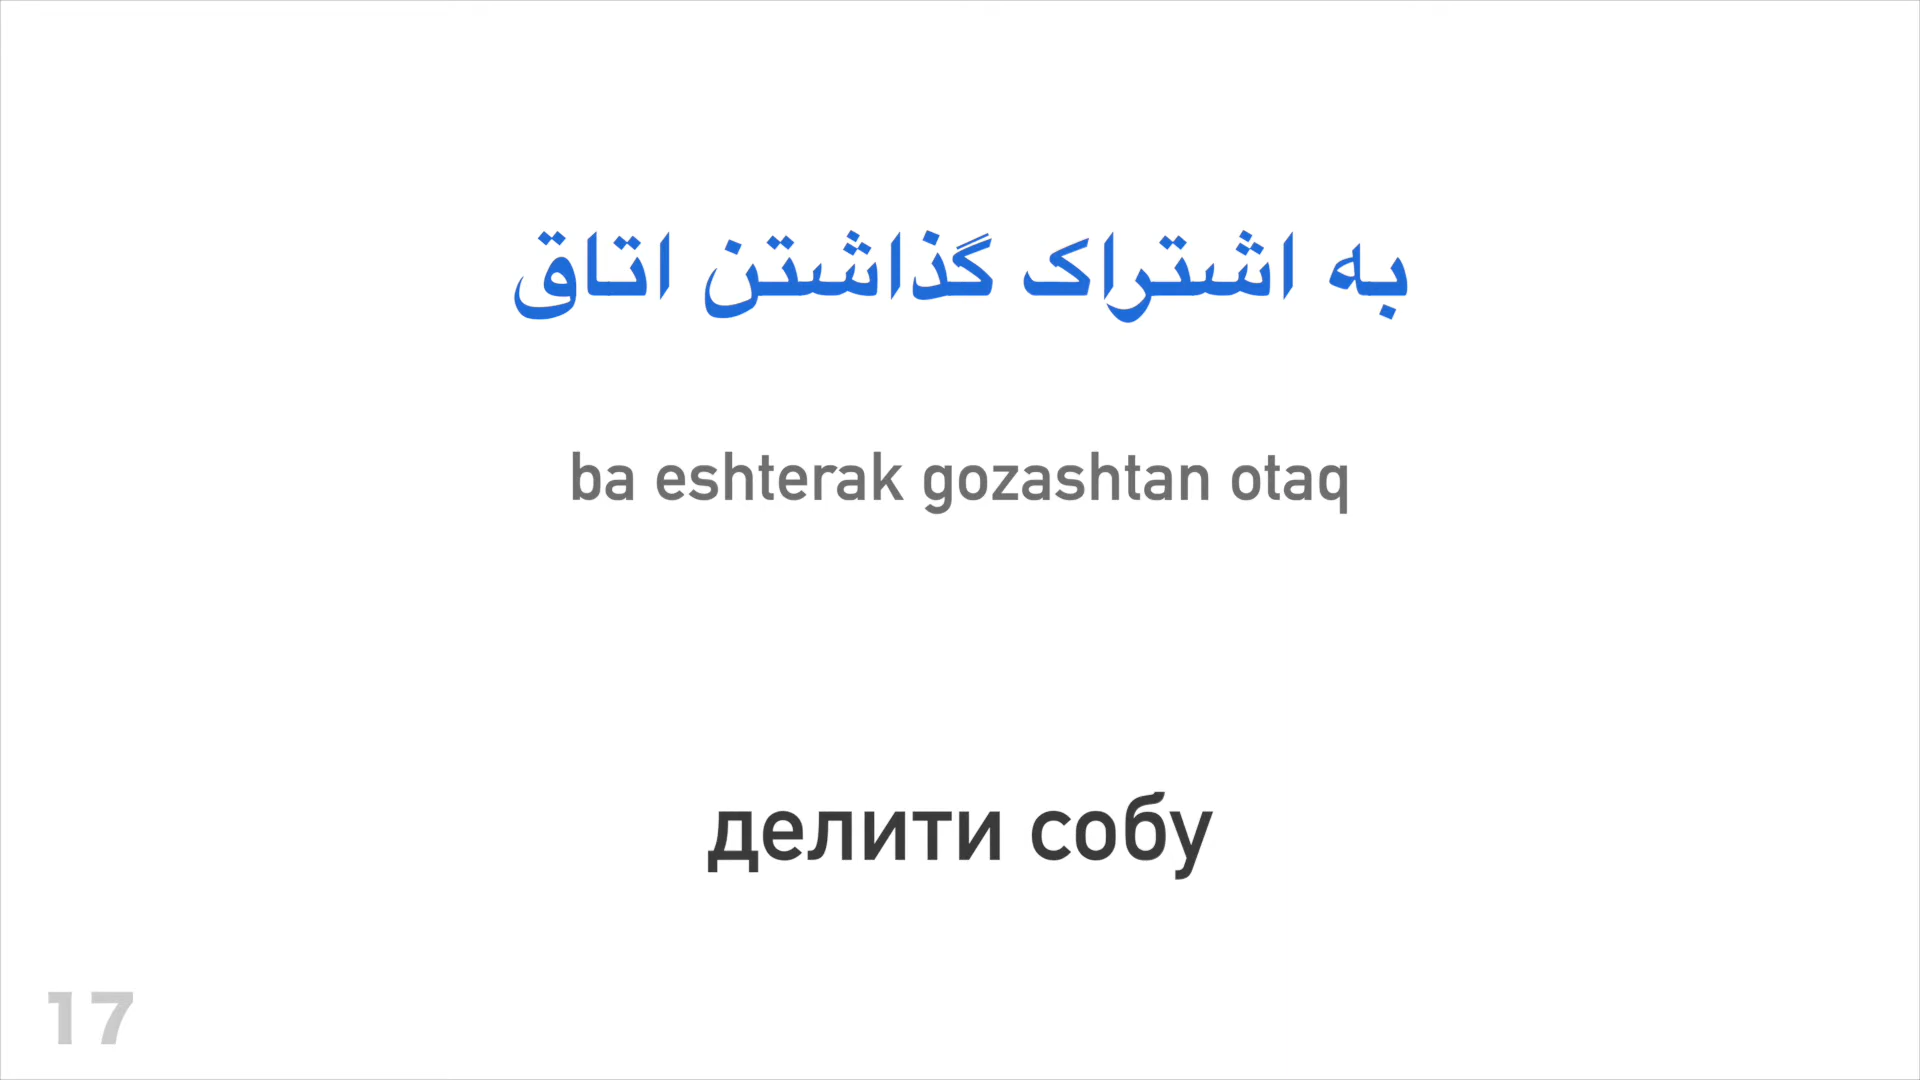 به اشتراک گذاشتن اتاق
ba eshterak gozashtan otaq
делити собу
17